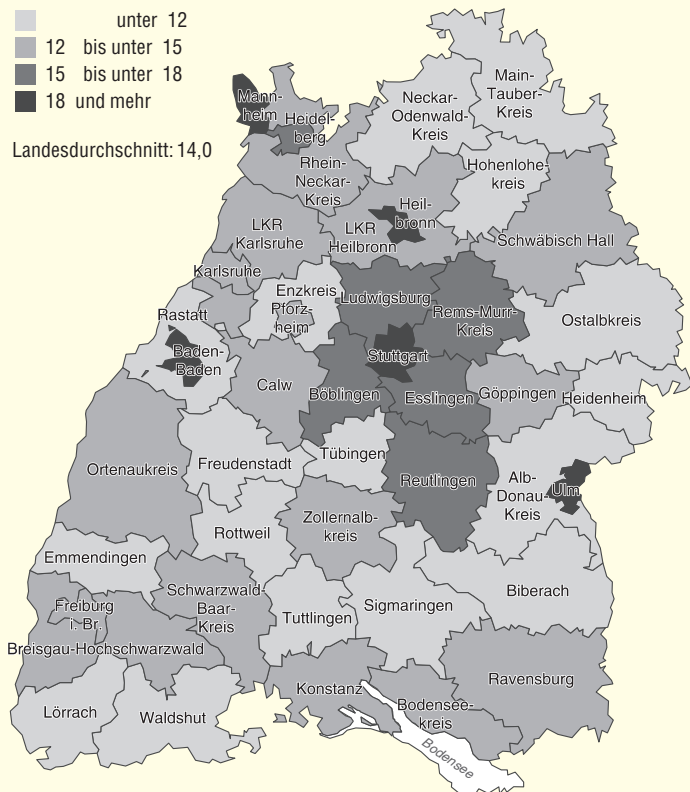 unter 12
12 bis unter 15
15 bis unter 18
18 und mehr
Landesdurchschnitt: 14,0
Mann-
heim
Heidel-
berg
Rhein-
Neckar-
Kreis
Neckar-
Odenwald-
Kreis
Main-
Tauber-
Kreis
Hohenlohe-
kreis
Heil-
bronn
LKR
Heilbronn
LKR
Karlsruhe
Karlsruhe
Schwäbisch Hall
Enzkreis
Pforz-
heim
Ludwigsburg
Rems-Murr-
Kreis
Ostalbkreis
Rastatt
Baden-
Baden
Stuttgart
Calw
Böblingen
Esslingen
Göppingen
Heidenheim
Ortenaukreis
Freudenstadt
Tübingen
Reutlingen
Alb-
Donau-
Kreis
Ulm
Rottweil
Zollernalb-
kreis
Emmendingen
Schwarzwald-
Baar-
Kreis
Tuttlingen
Sigmaringen
Biberach
Freiburg
i. Br.
Breisgau-Hochschwarzwald
Konstanz
Bodensee-
kreis
Ravensburg
Lörrach
Waldshut
Bodensee